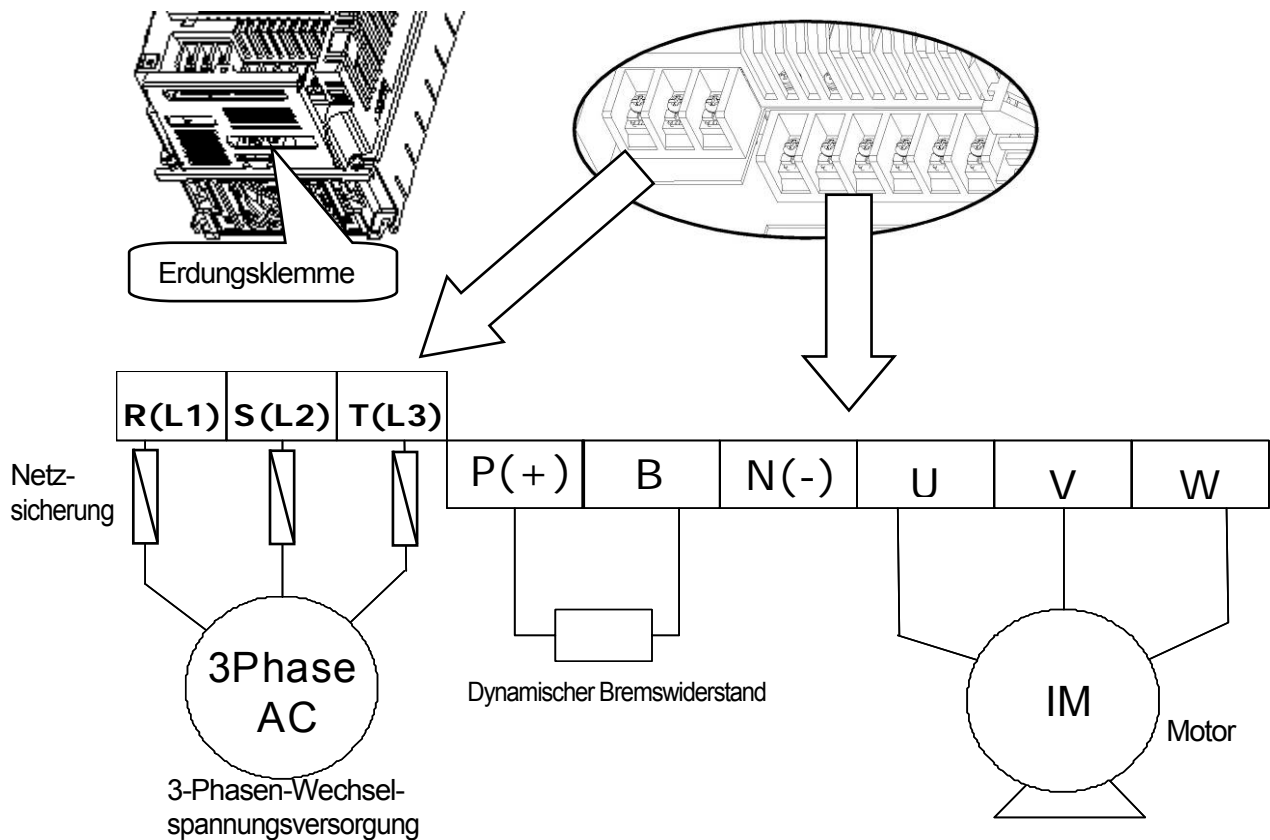 Erdungsklemme
R(L1) S(L2) T(L3)
P(+) B N(-) U V W
Netz-
sicherung
3Phase
AC
3-Phasen-Wechsel-
spannungsversorgung
Dynamischer Bremswiderstand
IM
Motor